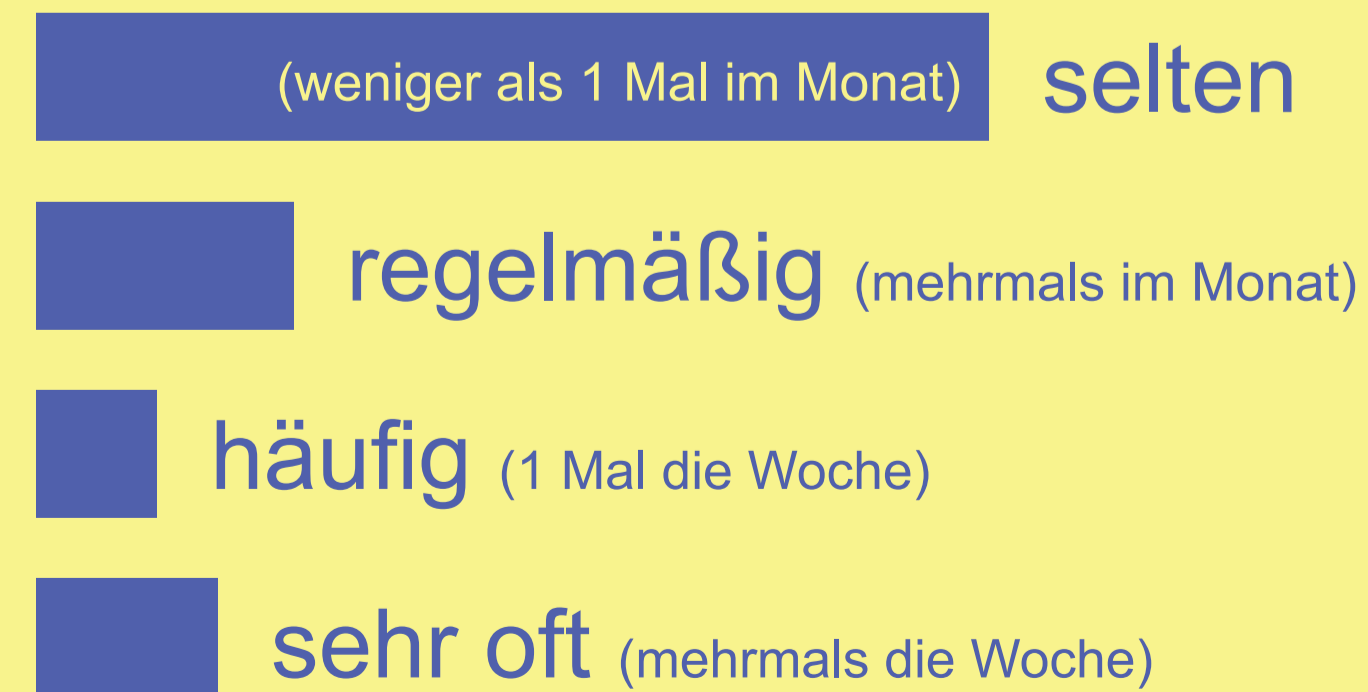 (weniger als 1 Mal im Monat) selten
regelmäßig (mehrmals im Monat)
häufig (1 Mal die Woche)
sehr oft (mehrmals die Woche)